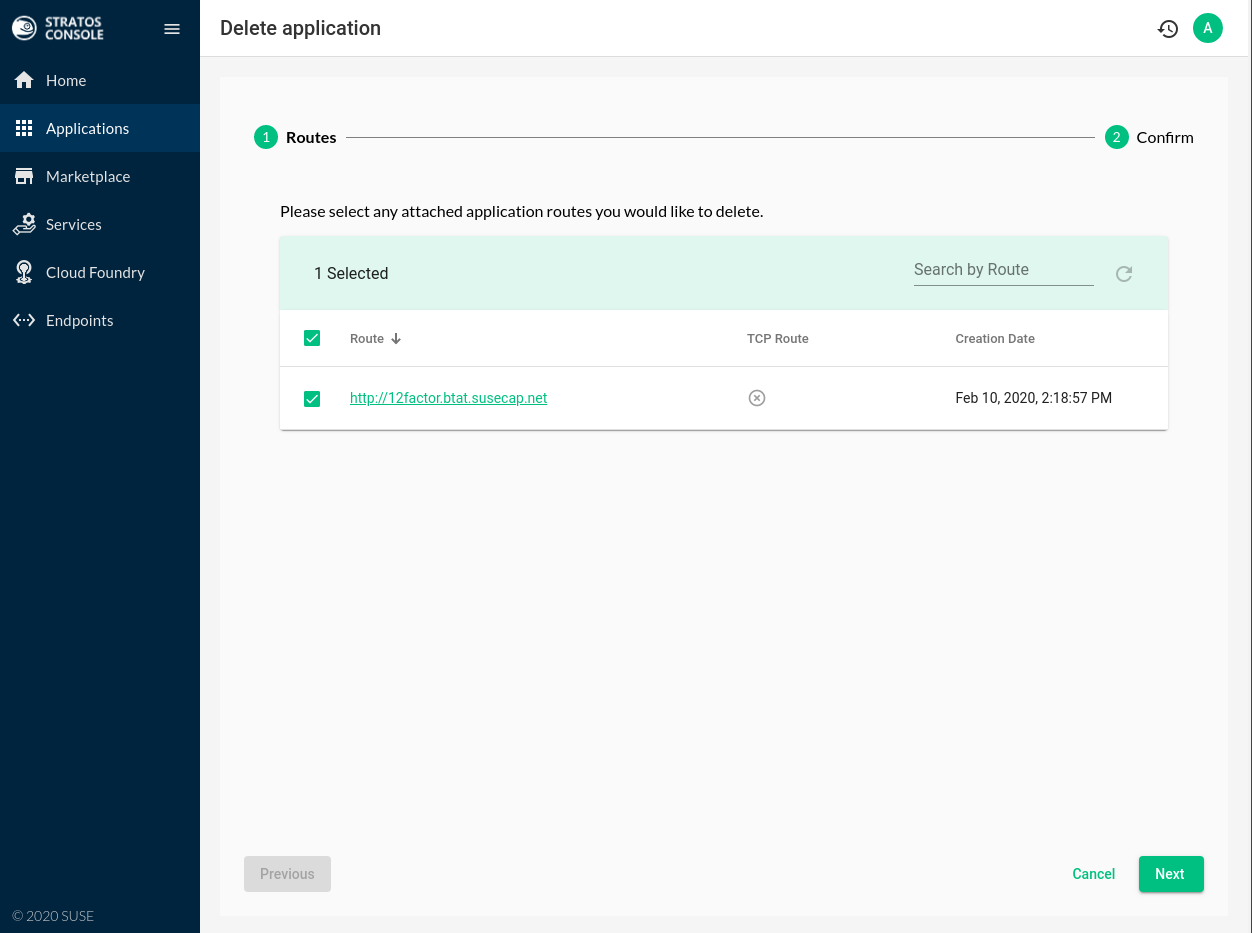 STRATOS
CONSOLE
Delete application
A
Home
Applications
Marketplace
Services
Cloud Foundry
Endpoints
1 Routes
2 Confirm
Please select any attached application routes you would like to delete.
1 Selected
Search by Route
Route TCP Route Creation Date
http://12factor.btat.susecap.net Feb 10, 2020, 2:18:57 PM
Previous
Cancel
Next
© 2020 SUSE